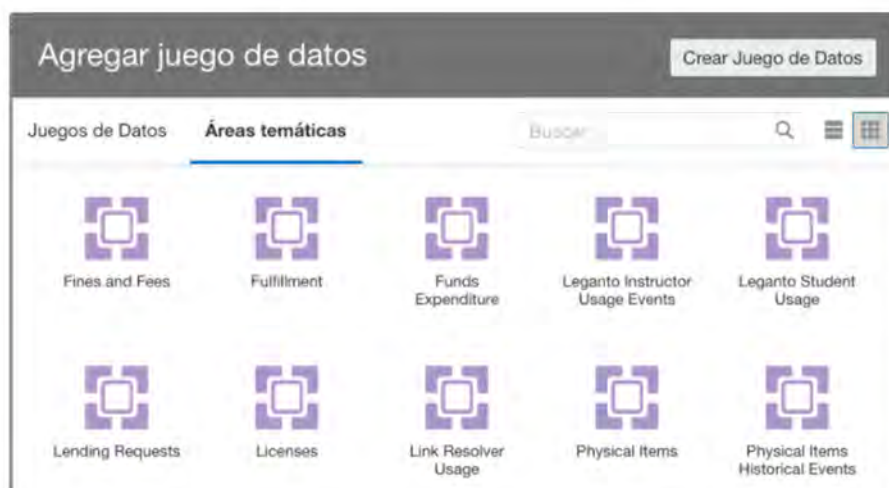 Agregar juego de datos
Crear Juego de Datos
Juegos de Datos
Áreas temáticas
Buscar
Fines and Fees
Fulfillment
Funds
Expenditure
Leganto Instructor
Usage Events
Leganto Student
Usage
Lending Requests
Licenses
Link Resolver
Usage
Physical Items
Physical Items
Historical Events